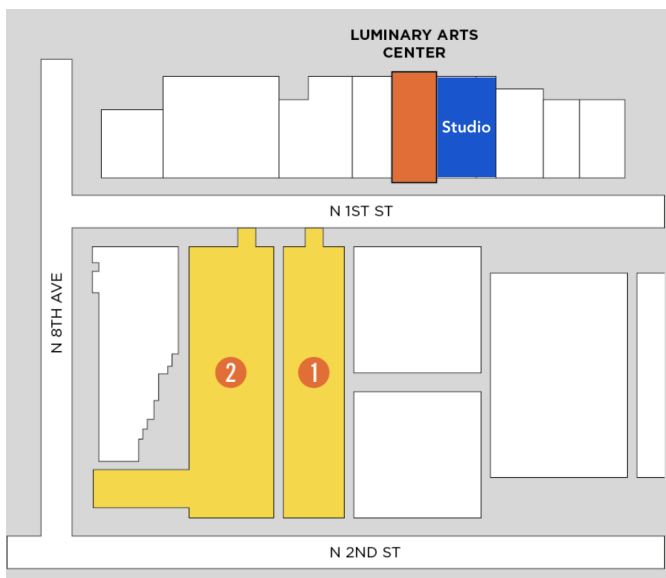 LUMINARY ARTS
CENTER
Studio
N 1ST ST
N 8TH AVE
2
1
N 2ND ST